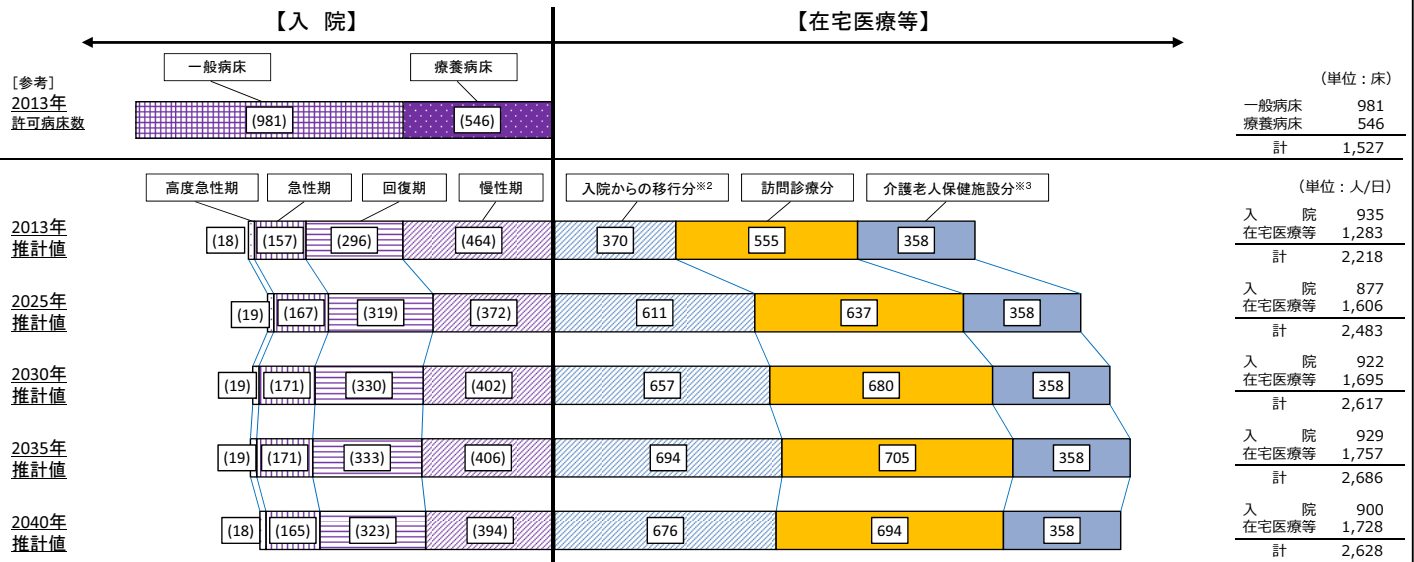 【入 院】 【在宅医療等】
一般病床 療養病床
[参考]
2013年
許可病床数
(981) (546)
(単位：床)
一般病床 981
療養病床 546
計 1,527
高度急性期 急性期 回復期 慢性期 入院からの移行分※2 訪問診療分 介護老人保健施設分※3
(単位：人/日)
2013年
推計値
(18) (157) (296) (464) 370 555 358
入 院 935
在宅医療等 1,283
計 2,218
2025年
推計値
(19) (167) (319) (372) 611 637 358
入 院 877
在宅医療等 1,606
計 2,483
2030年
推計値
(19) (171) (330) (402) 657 680 358
入 院 922
在宅医療等 1,695
計 2,617
2035年
推計値
(19) (171) (333) (406) 694 705 358
入 院 929
在宅医療等 1,757
計 2,686
2040年
推計値
(18) (165) (323) (394) 676 694 358
入 院 900
在宅医療等 1,728
計 2,628